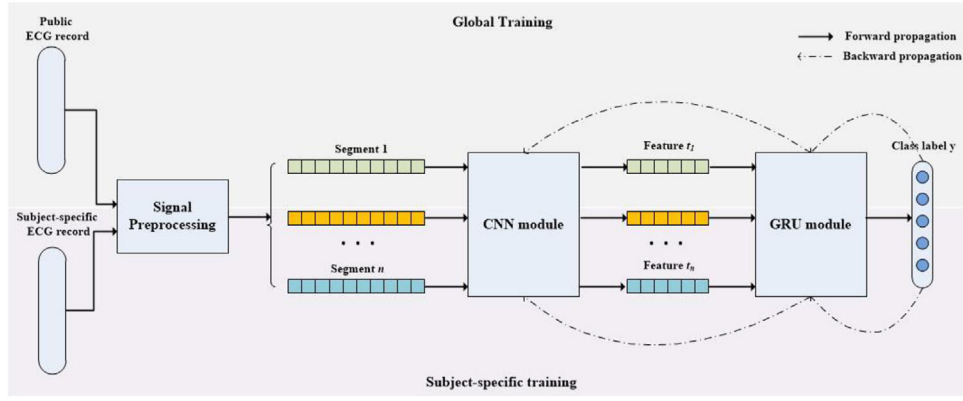 Global Training
Public
ECG record
Forward propagation
Backward propagation
Segment 1
Feature t1
Class label y
Signal
Preprocessing
Subject-specific
ECG record
CNN module
GRU module
• • •
• • •
Segment n
Feature tn
Subject-specific training